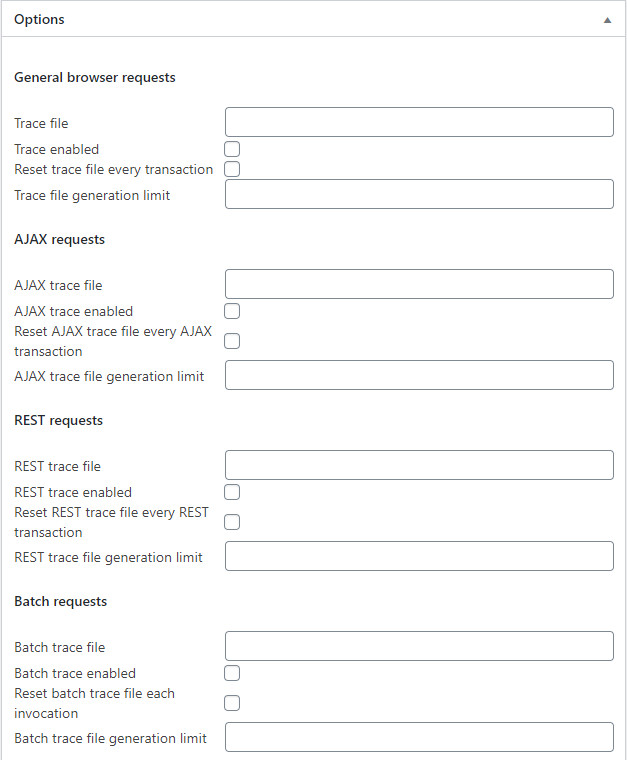 Options
General browser requests
Trace file
Trace enabled
Reset trace file every transaction
Trace file generation limit
AJAX requests
AJAX trace file
AJAX trace enabled
Reset AJAX trace file every AJAX
transaction
AJAX trace file generation limit
REST requests
REST trace file
REST trace enabled
Reset REST trace file every REST
transaction
REST trace file generation limit
Batch requests
Batch trace file
Batch trace enabled
Reset batch trace file each
invocation
Batch trace file generation limit